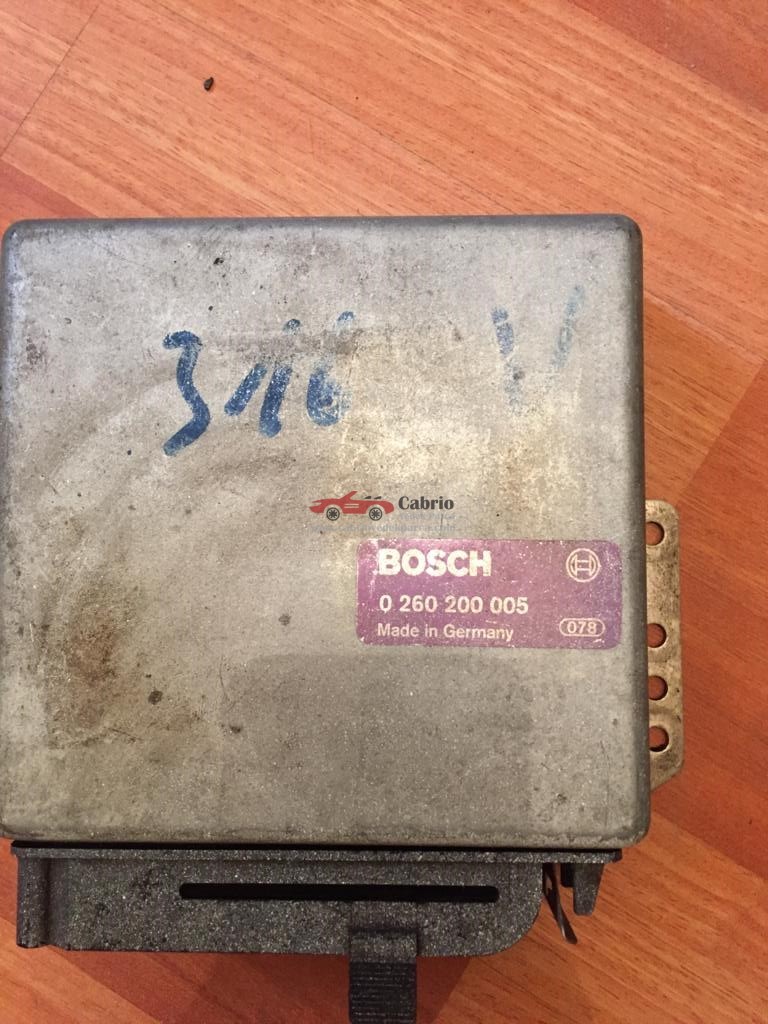 316
Cabrio
BOSCH
0 260 200 005
Made in Germany
078